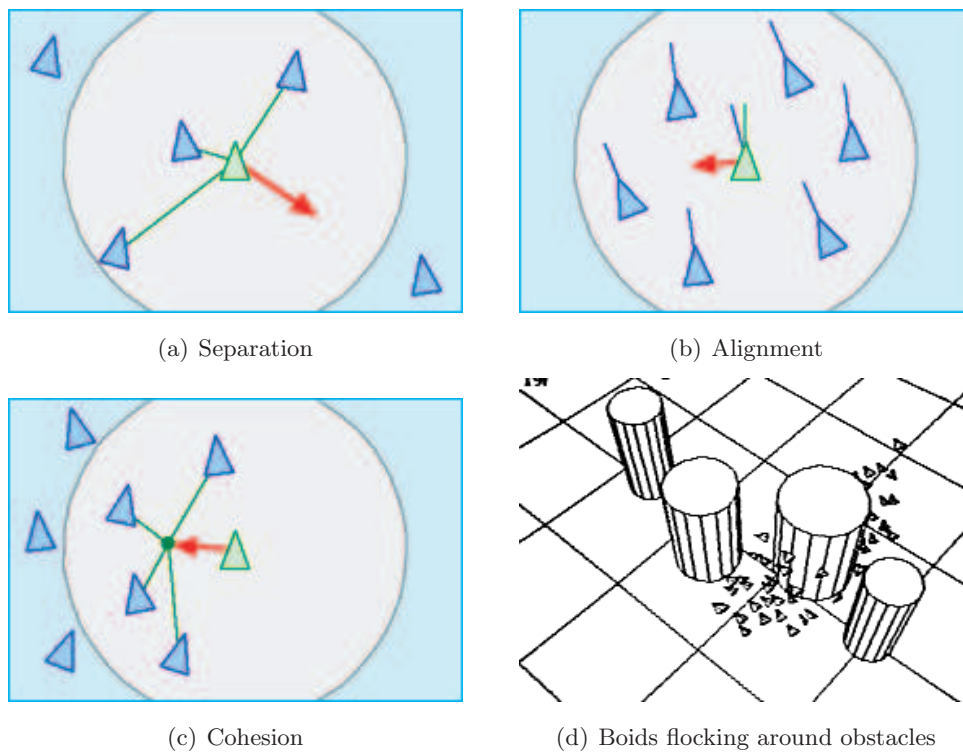 (a) Separation
(b) Alignment
(c) Cohesion
(d) Boids flocking around obstacles